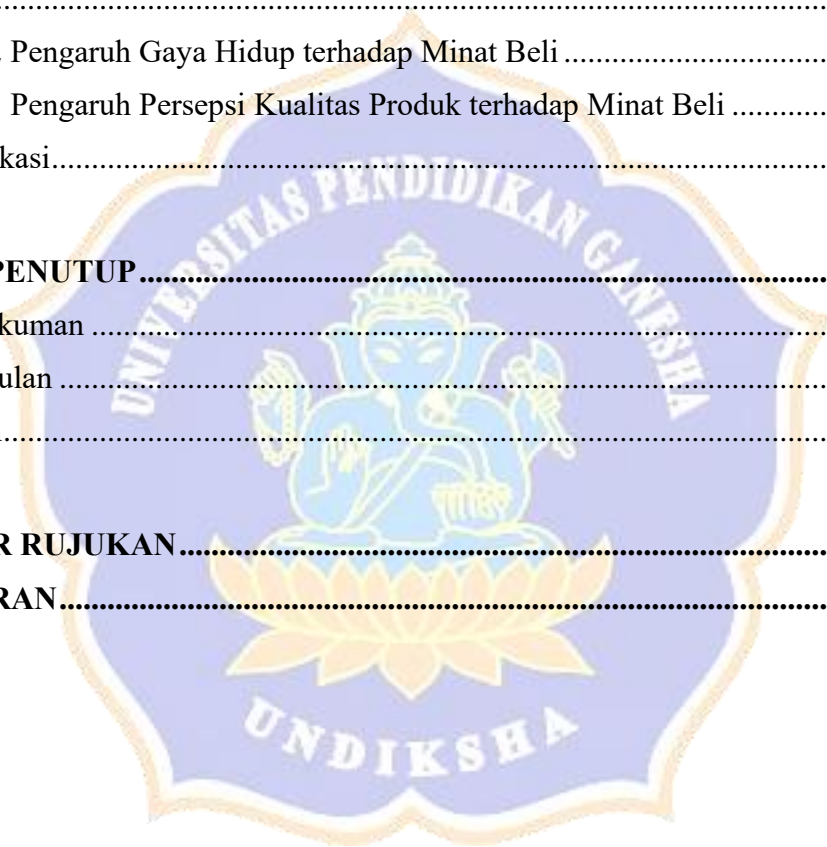 ....................................................................................................
. Pengaruh Gaya Hidup terhadap Minat Beli ..................................
Pengaruh Persepsi Kualitas Produk terhadap Minat Beli ............
kasi....................................................................................................
UNIVERSITAS PENDIDIKAN GANESHA
PENUTUP.........................................................................................
kuman ..............................................................................................
ulan ..................................................................................................
....................................................................................................
R RUJUKAN....................................................................................
RAN..................................................................................................
UNDIKSHA